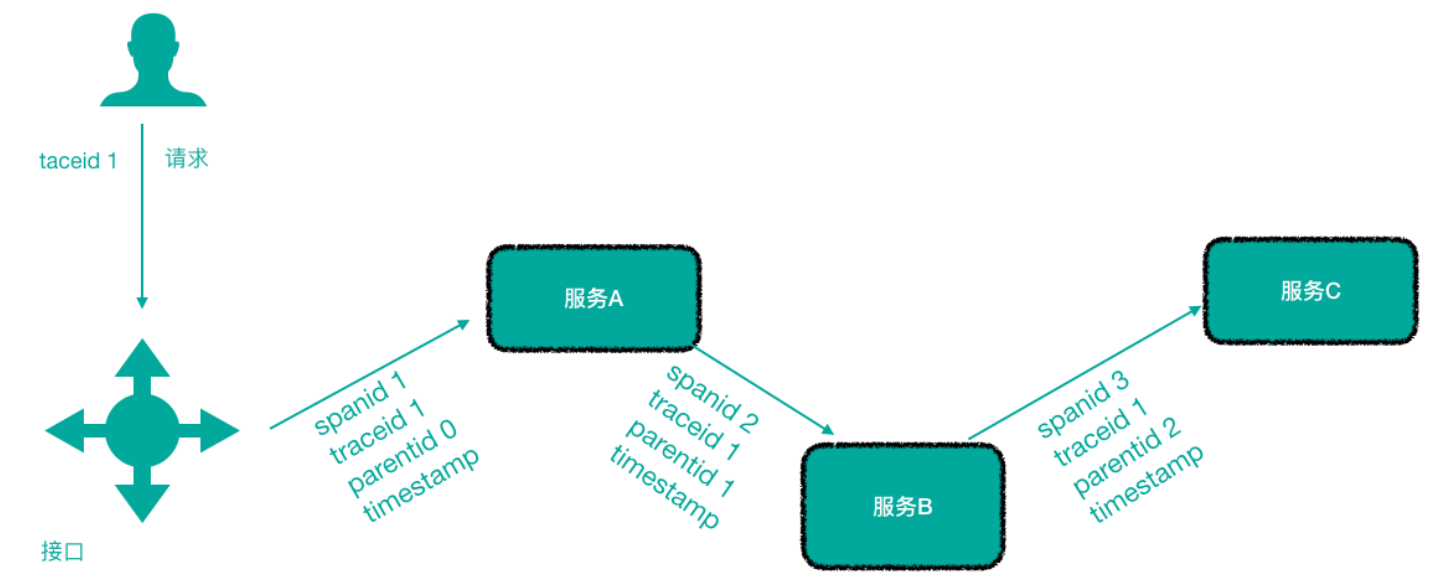 taceid 1
请求
接口
spanid 1
traceid 1
parentid 0
timestamp
服务A
spanid 2
traceid 1
parentid 1
timestamp
服务B
spanid 3
traceid 1
parentid 2
timestamp
服务C